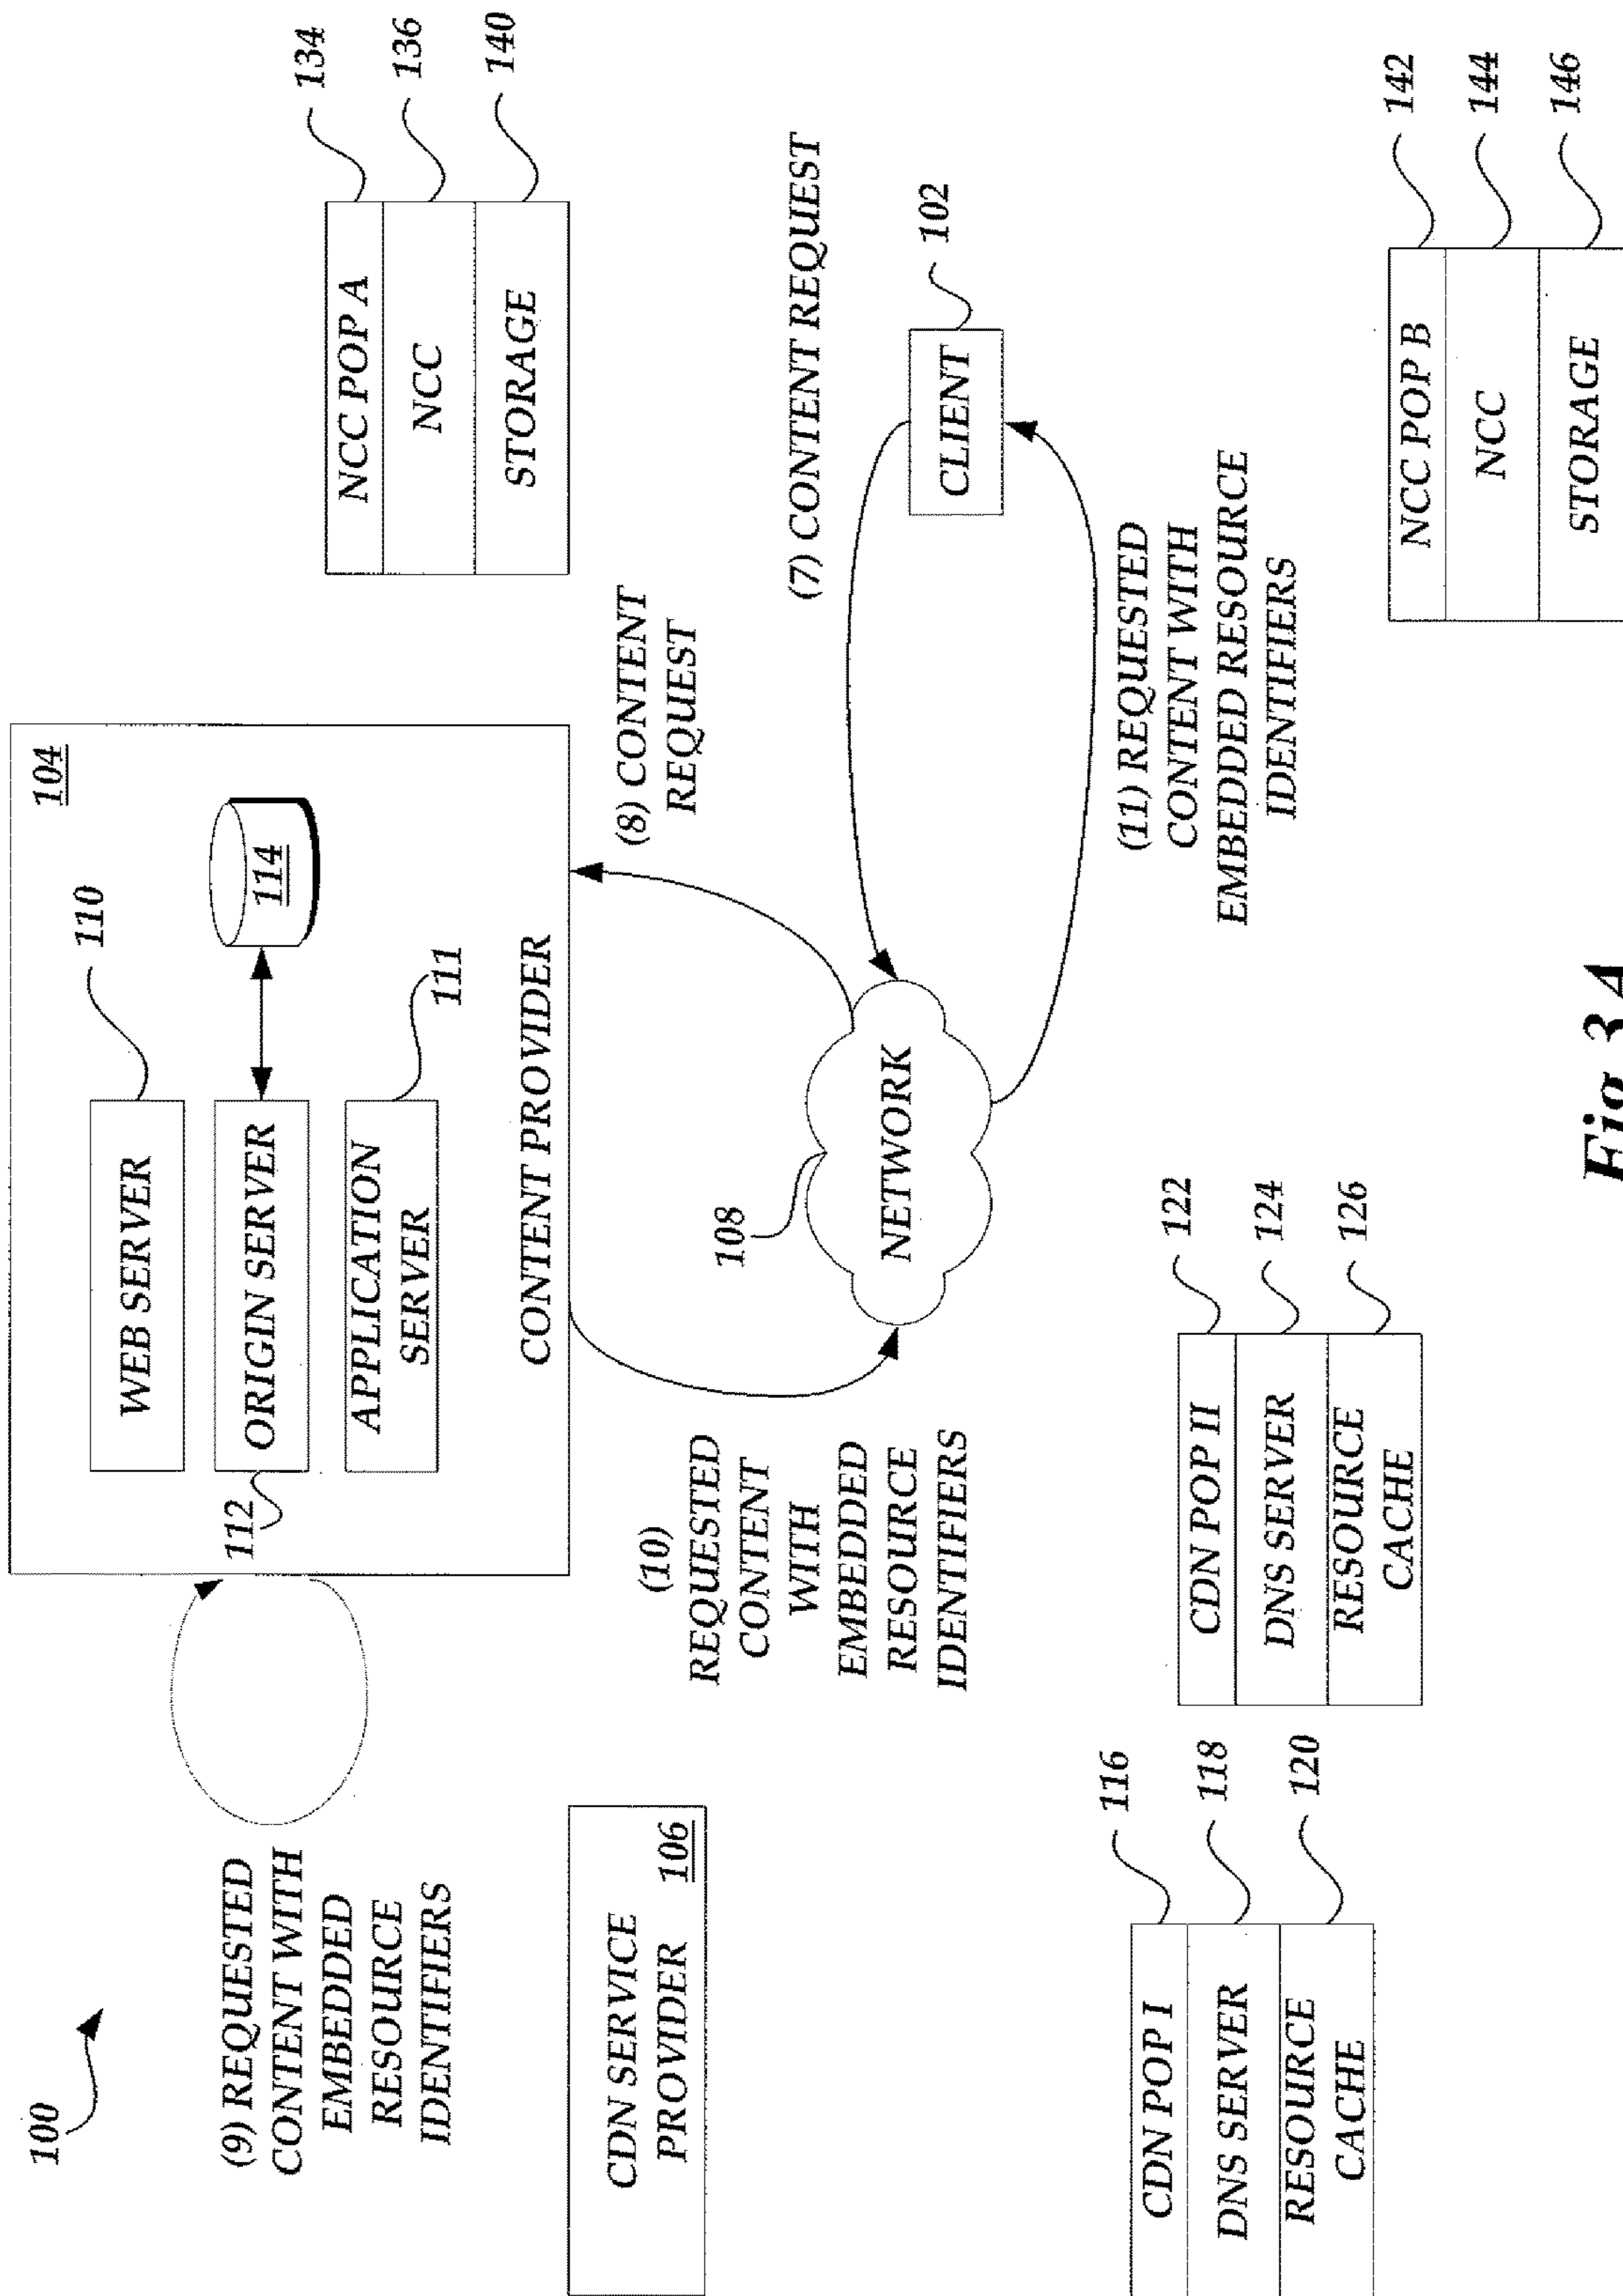 100
(9) REQUESTED
CONTENT WITH
EMBEDDED
RESOURCE
IDENTIFIERS
104
WEB SERVER
110
ORIGIN SERVER
112
114
APPLICATION
SERVER
111
CONTENT PROVIDER
NCC POP A
134
NCC
136
STORAGE
140
CDN SERVICE
PROVIDER
106
(10)
REQUESTED
CONTENT
WITH
EMBEDDED
RESOURCE
IDENTIFIERS
(8) CONTENT
REQUEST
108
NETWORK
(7) CONTENT REQUEST
CLIENT
102
(11) REQUESTED
CONTENT WITH
EMBEDDED RESOURCE
IDENTIFIERS
CDN POP I
116
DNS SERVER
118
RESOURCE
CACHE
120
CDN POP II
122
DNS SERVER
124
RESOURCE
CACHE
126
NCC POP B
142
NCC
144
STORAGE
146
Fig.3A